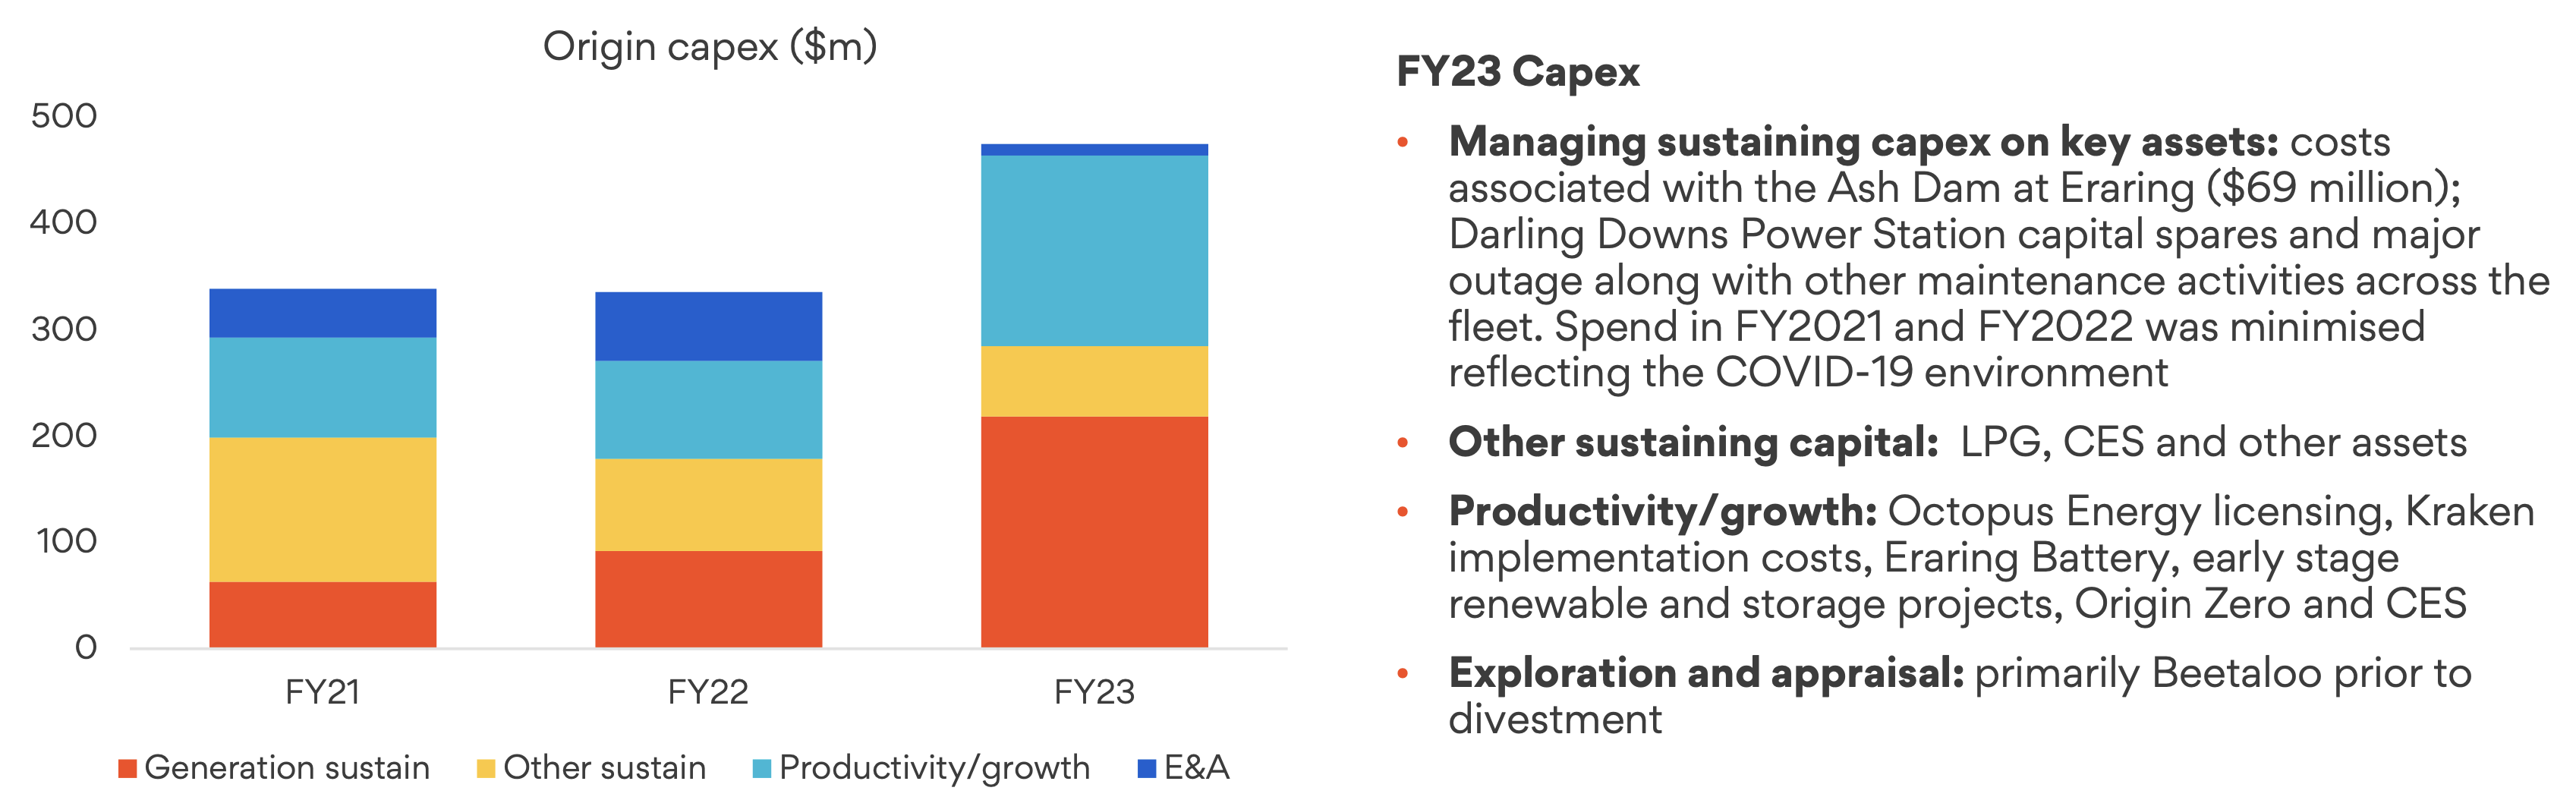 Origin capex ($m)
500
400
300
200
100
0
FY21
FY22
FY23
Generation sustain
Other sustain
Productivity/growth
E&A
FY23 Capex
• Managing sustaining capex on key assets: costs
associated with the Ash Dam at Eraring ($69 million);
Darling Downs Power Station capital spares and major
outage along with other maintenance activities across the
fleet. Spend in FY2021 and FY2022 was minimised
reflecting the COVID-19 environment
• Other sustaining capital: LPG, CES and other assets
• Productivity/growth: Octopus Energy licensing, Kraken
implementation costs, Eraring Battery, early stage
renewable and storage projects, Origin Zero and CES
• Exploration and appraisal: primarily Beetaloo prior to
divestment